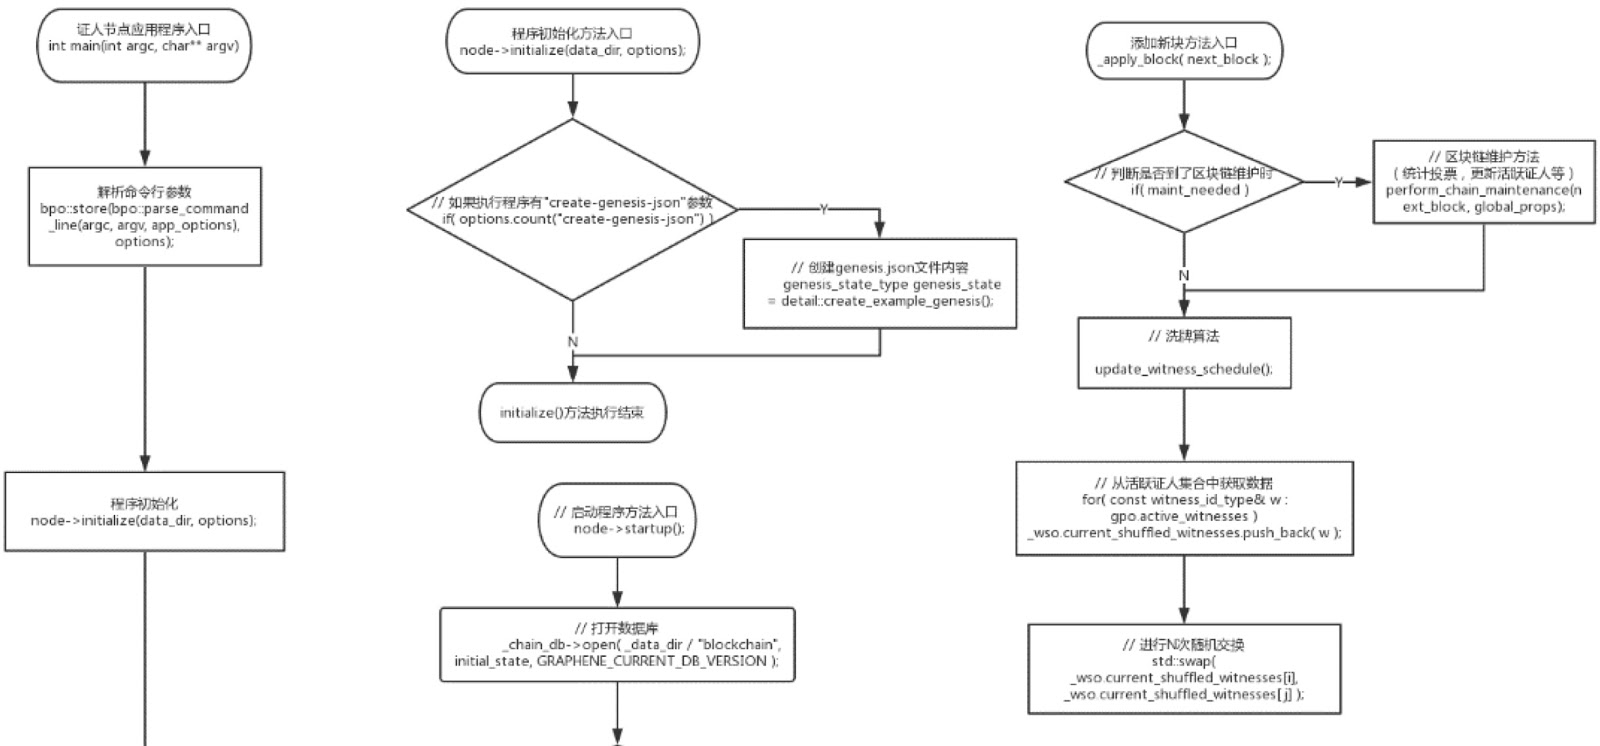 证人节点应用程序入口
int main(int argc, char** argv)
解析命令行参数
bpo::store(bpo::parse_command
_line(argc, argv, app_options),
options);
程序初始化
node->initialize(data_dir, options);
程序初始化方法入口
node->initialize(data_dir, options);
// 如果执行程序有"create-genesis-json"参数
if( options.count("create-genesis-json") )
Y
// 创建genesis.json文件内容
genesis_state_type genesis_state
= detail::create_example_genesis();
N
initialize()方法执行结束
// 启动程序方法入口
node->startup();
// 打开数据库
_chain_db->open( _data_dir / "blockchain",
initial_state, GRAPHENE_CURRENT_DB_VERSION );
添加新块方法入口
_apply_block( next_block );
// 判断是否到了区块链维护时
if( maint_needed )
Y
// 区块链维护方法
（统计投票，更新活跃证人等）
perform_chain_maintenance(n
ext_block, global_props);
N
// 洗牌算法
update_witness_schedule();
// 从活跃证人集合中获取数据
for( const witness_id_type& w :
gpo.active_witnesses )
_wso.current_shuffled_witnesses.push_back( w );
// 进行N次随机交换
std::swap(
_wso.current_shuffled_witnesses[i],
_wso.current_shuffled_witnesses[j] );